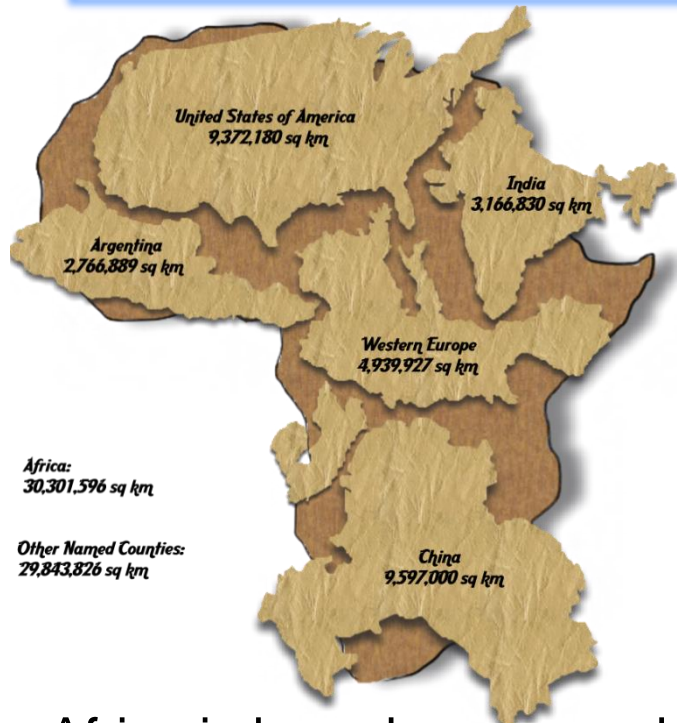 United States of America
9,372,180 sq km
India
3,166,830 sq km
Argentina
2,766,889 sq km
Western Europe
4,939,927 sq km
Africa:
30,301,596 sq km
Other Named Counties:
29,843,826 sq km
China
9,597,000 sq km